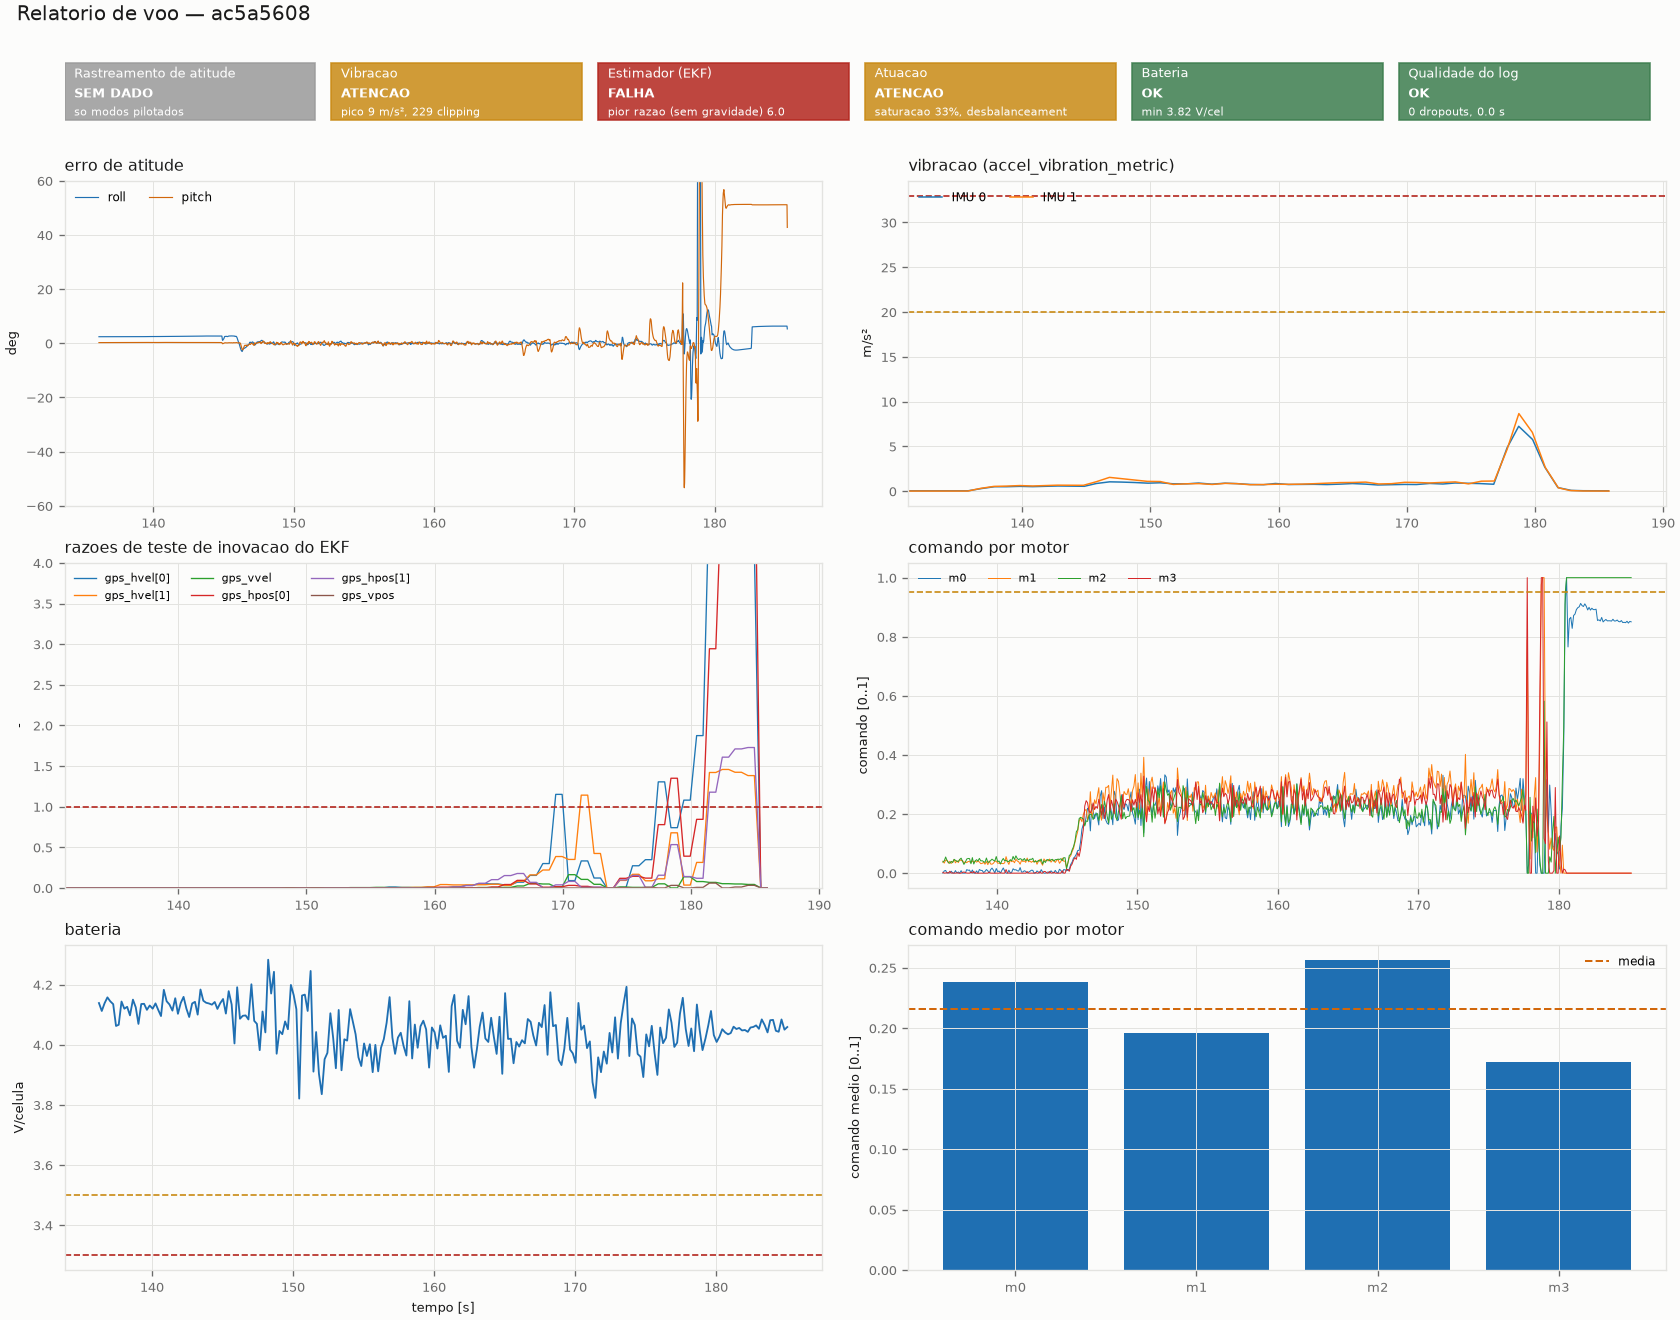 Relatorio de voo — ac5a5608
Rastreamento de atitude
SEM DADO
so modos pilotados
Vibracao
ATENCAO
pico 9 m/s², 229 clipping
Estimador (EKF)
FALHA
pior razao (sem gravidade) 6.0
Atuacao
ATENCAO
saturacao 33%, desbalanceament
Bateria
OK
min 3.82 V/cel
Qualidade do log
OK
0 dropouts, 0.0 s
erro de atitude
roll pitch
60
40
20
0
−20
−40
−60
deg
140 150 160 170 180
vibracao (accel_vibration_metric)
IMU 0 IMU 1
30
25
20
15
10
5
0
m/s²
140 150 160 170 180 190
razoes de teste de inovacao do EKF
gps_hvel[0] gps_vvel gps_hpos[1]
gps_hvel[1] gps_hpos[0] gps_vpos
4.0
3.5
3.0
2.5
2.0
1.5
1.0
0.5
0.0
-
140 150 160 170 180 190
comando por motor
m0 m1 m2 m3
1.0
0.8
0.6
0.4
0.2
0.0
comando [0..1]
140 150 160 170 180
bateria
4.2
4.0
3.8
3.6
3.4
V/celula
140 150 160 170 180
tempo [s]
comando medio por motor
media
0.25
0.20
0.15
0.10
0.05
0.00
comando medio [0..1]
m0 m1 m2 m3